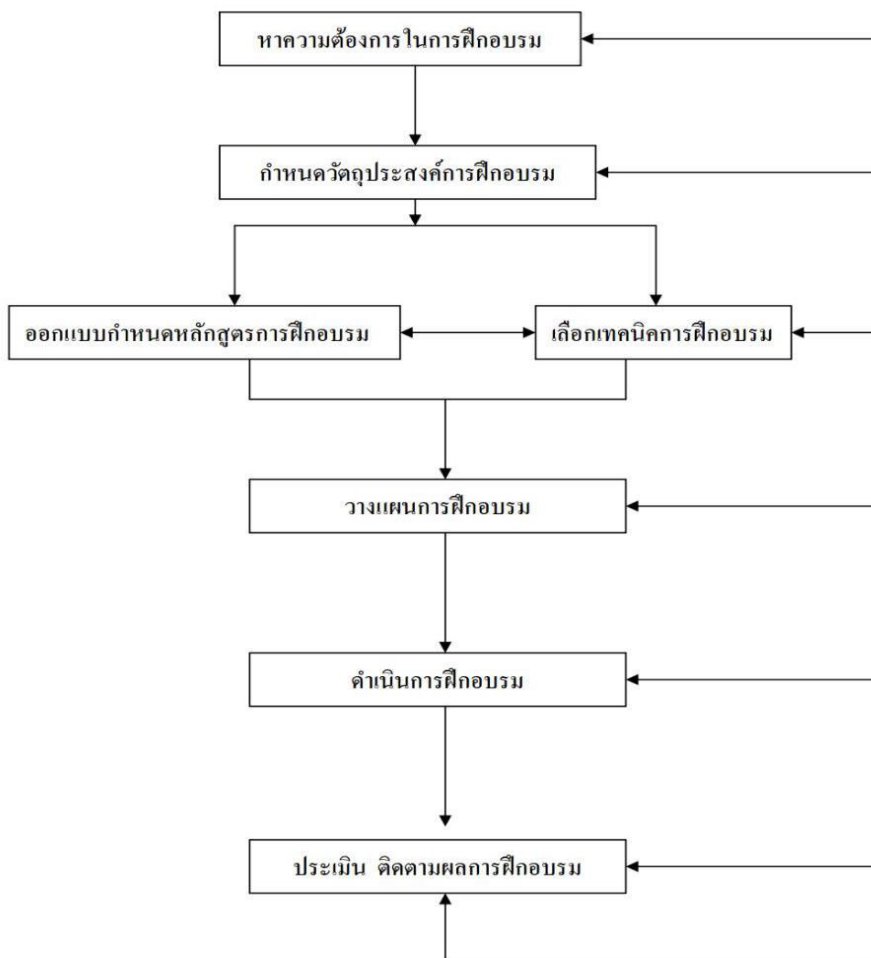 หาความต้องการในการฝึกอบรม
กำหนดวัตถุประสงค์การฝึกอบรม
ออกแบบกำหนดหลักสูตรการฝึกอบรม
เลือกเทคนิคการฝึกอบรม
วางแผนการฝึกอบรม
ดำเนินการฝึกอบรม
ประเมิน ติดตามผลการฝึกอบรม